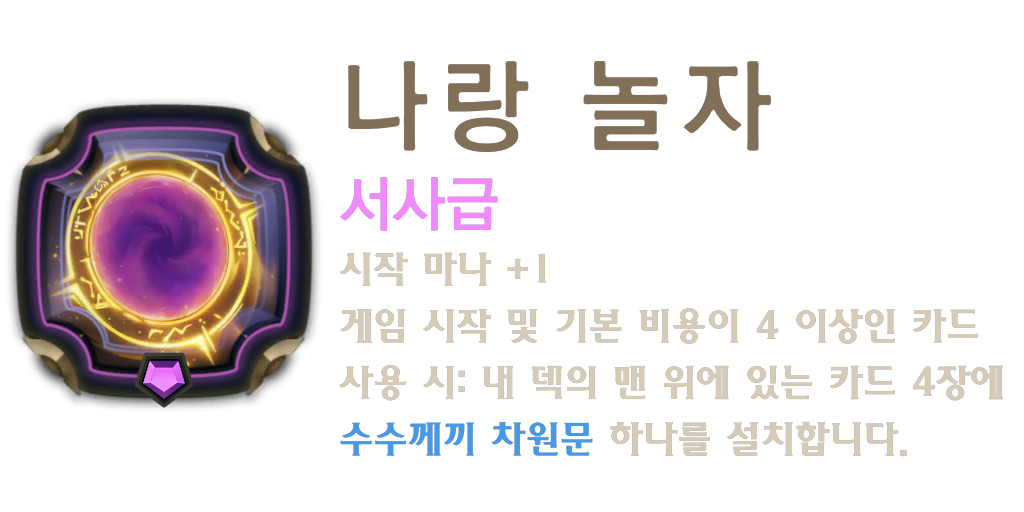 나랑 놀자
서사급
시작 마나 +1
게임 시작 및 기본 비용이 4 이상인 카드
사용 시: 내 덱의 맨 위에 있는 카드 4장에
수수께끼 차원문 하나를 설치합니다.